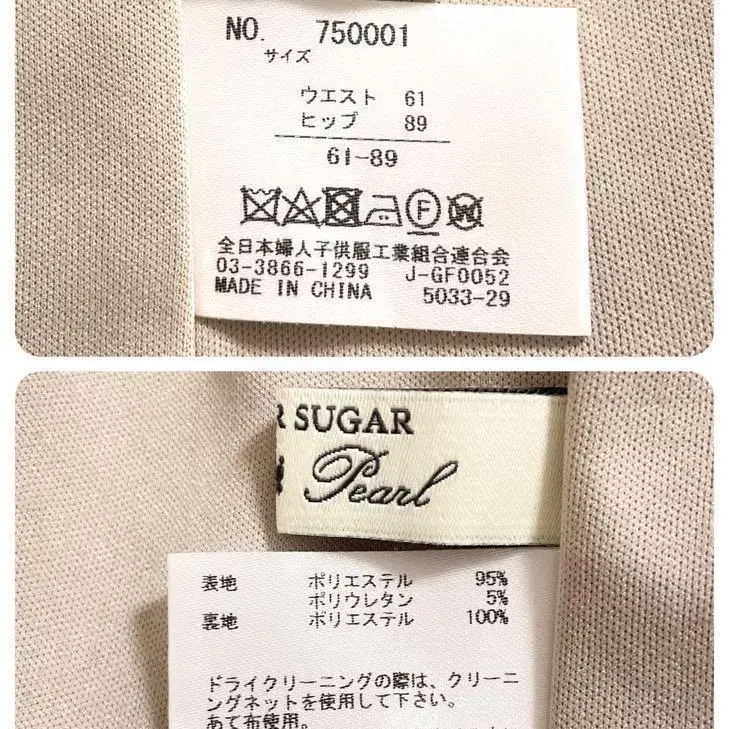 NO. 750001
サイズ
ウエスト 61
ヒップ 89
61-89
F
W
全日本婦人子供服工業組合連合会
03-3866-1299 J-GF0052
MADE IN CHINA 5033-29
R SUGAR
Pearl
表地 ポリエステル 95%
ポリウレタン 5%
裏地 ポリエステル 100%
ドライクリーニングの際は、クリーニ
ングネットを使用して下さい。
あて布使用。